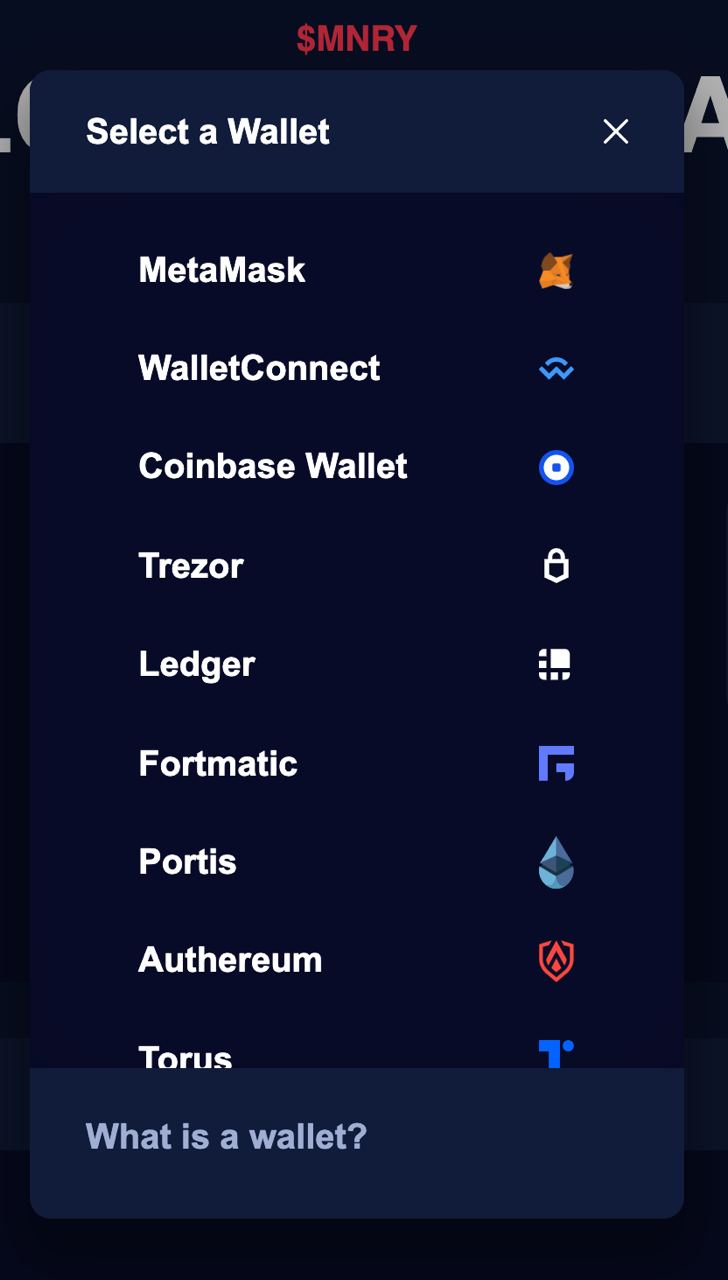 $MNRY
Select a Wallet
MetaMask
WalletConnect
Coinbase Wallet
Trezor
Ledger
Fortmatic
Portis
Authereum
Torus
What is a wallet?